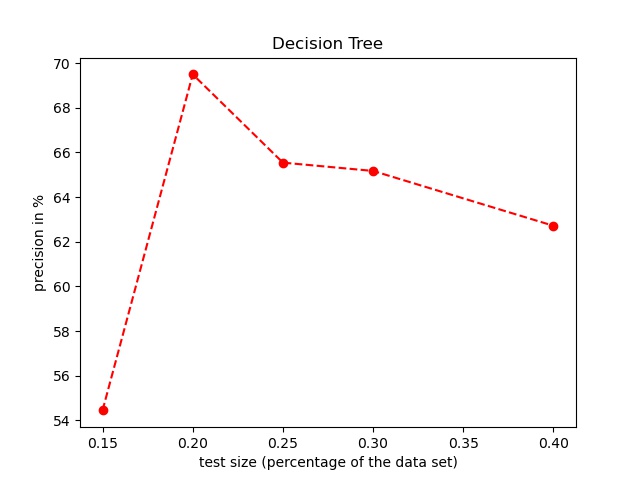 Decision Tree
70
68
66
64
62
60
58
56
54
precision in %
0.15 0.20 0.25 0.30 0.35 0.40
test size (percentage of the data set)